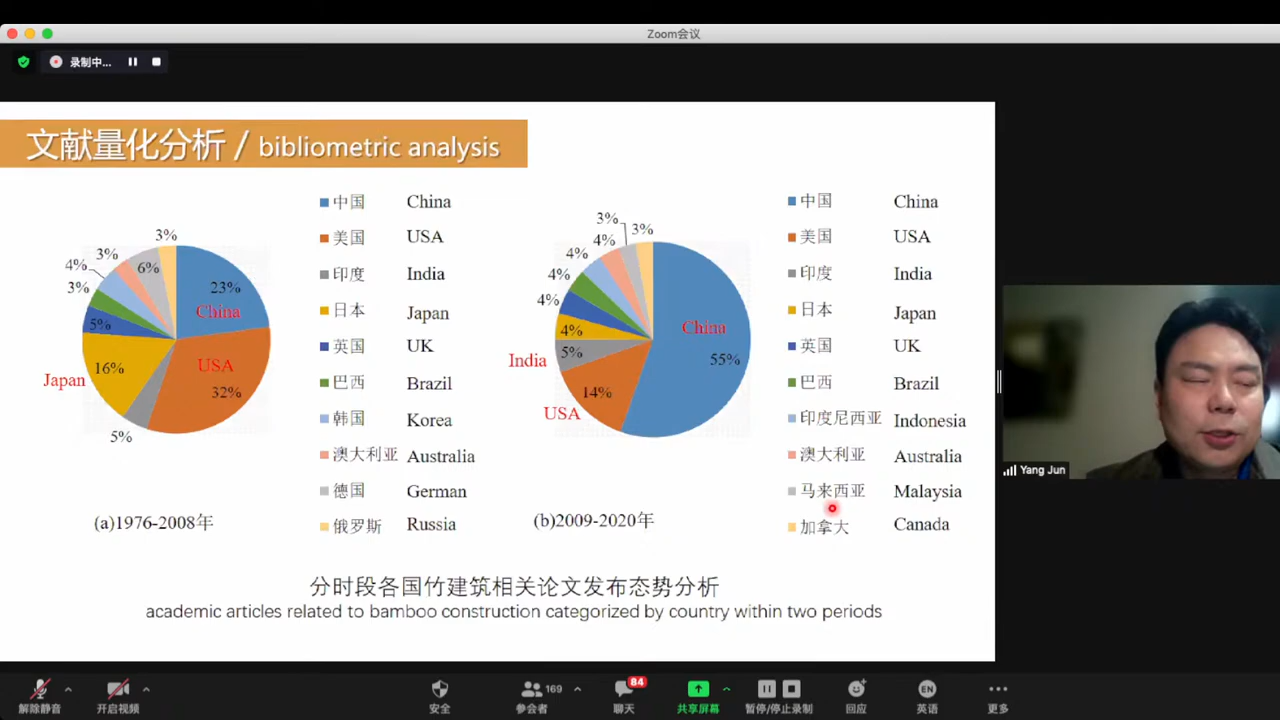 Zoom会议
录制中...
文献量化分析 / bibliometric analysis
3%
3%
4%
6%
3%
5%
23%
China
16%
Japan
USA
32%
5%
中国 China
美国 USA
印度 India
日本 Japan
英国 UK
巴西 Brazil
韩国 Korea
澳大利亚 Australia
德国 German
俄罗斯 Russia
(a)1976-2008年
3%
3%
4%
4%
4%
4%
4%
5%
India
China
55%
14%
USA
中国 China
美国 USA
印度 India
日本 Japan
英国 UK
巴西 Brazil
印度尼西亚 Indonesia
澳大利亚 Australia
马来西亚 Malaysia
加拿大 Canada
(b)2009-2020年
分时段各国竹建筑相关论文发布态势分析
academic articles related to bamboo construction categorized by country within two periods
Yang Jun
解除静音
开启视频
安全
169
参会者
84
聊天
共享屏幕
暂停/停止录制
回应
EN
英语
更多